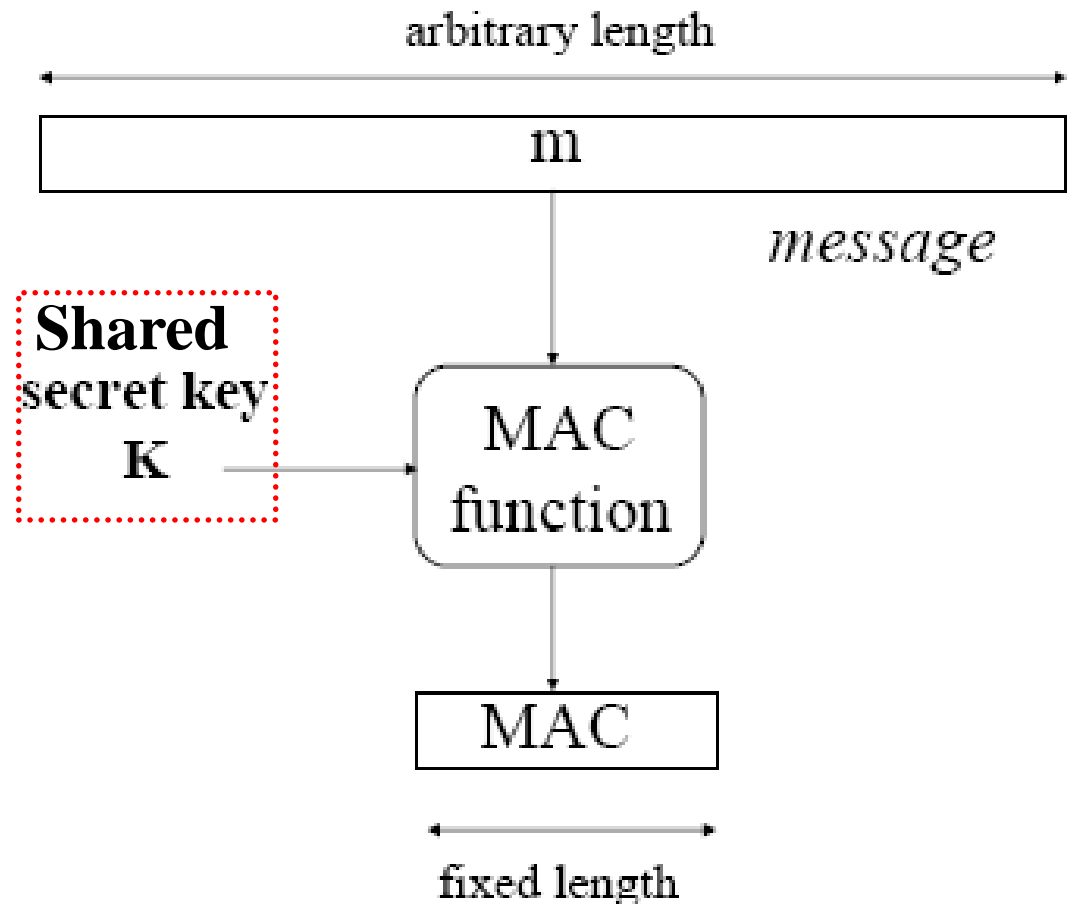 arbitrary length
m
message
Shared
secret key
K
MAC
function
MAC
fixed length